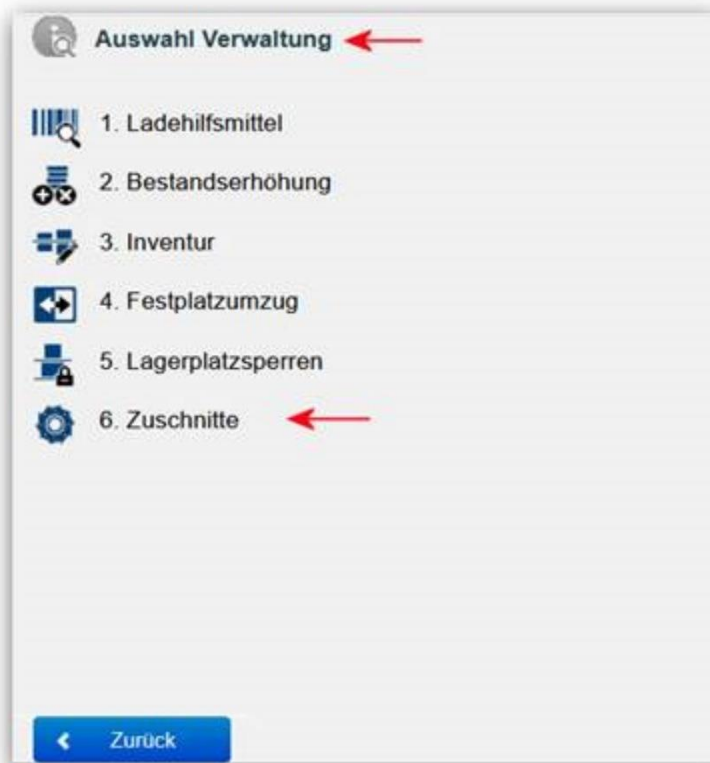 Auswahl Verwaltung
1. Ladehilfsmittel
2. Bestandserhöhung
3. Inventur
4. Festplatzumzug
5. Lagerplatzsperren
6. Zuschnitte
Zurück